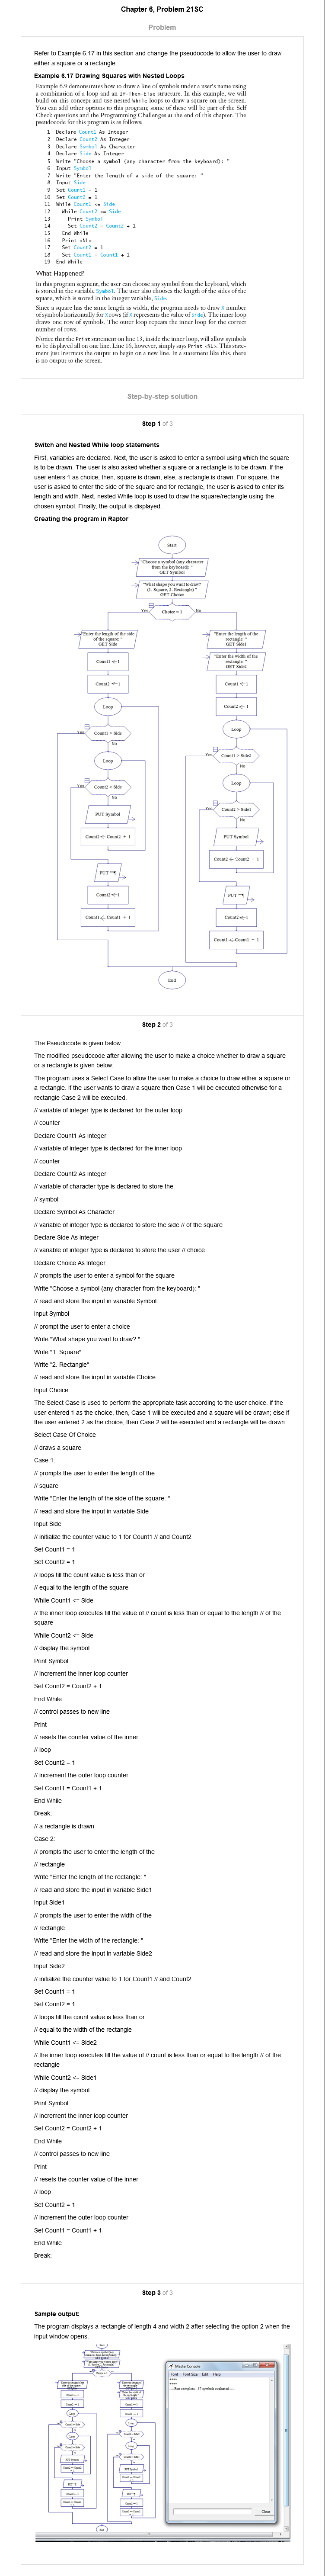 Chapter 6, Problem 21SC
Problem
Refer to Example 6.17 in this section and change the pseudocode to allow the user to draw
either a square or a rectangle.
Example 6.17 Drawing Squares with Nested Loops
Example 6.9 demonstrates how to draw a line of symbols under a user's name using
a combination of a loop and an If-Then-Else statement. In this example, we will
build on this concept and use nested While loops to draw a square on the screen.
You can add other options to this program; some of these will be part of the Self
Check questions and the Programming Challenges at the end of this chapter. The
pseudocode for this program is as follows.
1 Declare Count1 As Integer
2 Declare Count2 As Integer
3 Declare Symbol As Character
4 Declare Side As Integer
5 Write "Choose a symbol (any character from the keyboard): "
6 Input Symbol
7 Write "Enter the length of a side of the square: "
8 Input Side
9 Set Count1 = 1
10 Set Count2 = 1
11 While Count1 <= Side
12 While Count2 <= Side
13 Print Symbol
14 Set Count2 = Count2 + 1
15 End While
16 Print <NL>
17 Set Count2 = 1
18 Set Count1 = Count1 + 1
19 End While
What Happened?
In this program segment, the user can choose any symbol from the keyboard, which
is stored in the variable Symbol. The user also chooses the length of the sides of the
square, which is stored in the integer variable, Side.
Since a square has the same length as width, the program needs to draw X number
of symbols horizontally for X rows (if X represents the value of Side). The inner loop
draws one row of symbols. The outer loop repeats the inner loop for the correct
number of rows.
Notice that the Print statement on line 13, inside the inner loop, will allow symbols
to be displayed all on one line. Line 16, however, simply says Print <NL>. This state-
ment just instructs the output to begin on a new line. In a statement like this, there
is no output to the screen.
Step-by-step solution
Step 1 of 3
Switch and Nested While loop statements
First, variables are declared. Next, the user is asked to enter a symbol using which the square
is to be drawn. The user is also asked whether a square or a rectangle is to be drawn. If the
user enters 1 as choice, then, square is drawn, else, a rectangle is drawn. For square, the
user is asked to enter the side of the square and for rectangle, the user is asked to enter its
length and width. Next, nested While loop is used to draw the square/rectangle using the
chosen symbol. Finally, the output is displayed.
Creating the program in Raptor
Start
"Choose a symbol (any character
from the keyboard: "
GET Symbol
"What shape you want to draw?
(1. Square, 2. Rectangle) "
GET Choice
Yes
Choice = 1
No
"Enter the length of the side
of the square: "
GET Side
Count1 <- 1
Count2 <- 1
Loop
Yes
Count1 > Side
No
Loop
Yes
Count2 > Side
No
PUT Symbol
Count2 <- Count2 + 1
PUT ""¶
Count2 <- 1
Count1 <- Count1 + 1
"Enter the length of the
rectangle: "
GET Side1
"Enter the width of the
rectangle: "
GET Side2
Count1 <- 1
Count2 <- 1
Loop
Yes
Count1 > Side2
No
Loop
Yes
Count2 > Side1
No
PUT Symbol
Count2 <- Count2 + 1
PUT ""¶
Count2 <- 1
Count1 <- Count1 + 1
End
Step 2 of 3
The Pseudocode is given below:
The modified pseudocode after allowing the user to make a choice whether to draw a square
or a rectangle is given below:
The program uses a Select Case to allow the user to make a choice to draw either a square or
a rectangle. If the user wants to draw a square then Case 1 will be executed otherwise for a
rectangle Case 2 will be executed.
// variable of integer type is declared for the outer loop
// counter
Declare Count1 As Integer
// variable of integer type is declared for the inner loop
// counter
Declare Count2 As Integer
// variable of character type is declared to store the
// symbol
Declare Symbol As Character
// variable of integer type is declared to store the side // of the square
Declare Side As Integer
// variable of integer type is declared to store the user // choice
Declare Choice As Integer
// prompts the user to enter a symbol for the square
Write "Choose a symbol (any character from the keyboard): "
// read and store the input in variable Symbol
Input Symbol
// prompt the user to enter a choice
Write "What shape you want to draw? "
Write "1. Square"
Write "2. Rectangle"
// read and store the input in variable Choice
Input Choice
The Select Case is used to perform the appropriate task according to the user choice. If the
user entered 1 as the choice, then, Case 1 will be executed and a square will be drawn; else if
the user entered 2 as the choice, then Case 2 will be executed and a rectangle will be drawn.
Select Case Of Choice
// draws a square
Case 1:
// prompts the user to enter the length of the
// square
Write "Enter the length of the side of the square: "
// read and store the input in variable Side
Input Side
// initialize the counter value to 1 for Count1 // and Count2
Set Count1 = 1
Set Count2 = 1
// loops till the count value is less than or
// equal to the length of the square
While Count1 <= Side
// the inner loop executes till the value of // count is less than or equal to the length // of the
square
While Count2 <= Side
// display the symbol
Print Symbol
// increment the inner loop counter
Set Count2 = Count2 + 1
End While
// control passes to new line
Print
// resets the counter value of the inner
// loop
Set Count2 = 1
// increment the outer loop counter
Set Count1 = Count1 + 1
End While
Break;
// a rectangle is drawn
Case 2:
// prompts the user to enter the length of the
// rectangle
Write "Enter the length of the rectangle: "
// read and store the input in variable Side1
Input Side1
// prompts the user to enter the width of the
// rectangle
Write "Enter the width of the rectangle: "
// read and store the input in variable Side2
Input Side2
// initialize the counter value to 1 for Count1 // and Count2
Set Count1 = 1
Set Count2 = 1
// loops till the count value is less than or
// equal to the width of the rectangle
While Count1 <= Side2
// the inner loop executes till the value of // count is less than or equal to the length // of the
rectangle
While Count2 <= Side1
// display the symbol
Print Symbol
// increment the inner loop counter
Set Count2 = Count2 + 1
End While
// control passes to new line
Print
// resets the counter value of the inner
// loop
Set Count2 = 1
// increment the outer loop counter
Set Count1 = Count1 + 1
End While
Break;
Step 3 of 3
Sample output:
The program displays a rectangle of length 4 and width 2 after selecting the option 2 when the
input window opens.
MasterConsole
Font Font Size Edit Help
****
****
----Run complete. 57 symbols evaluated.----
Clear